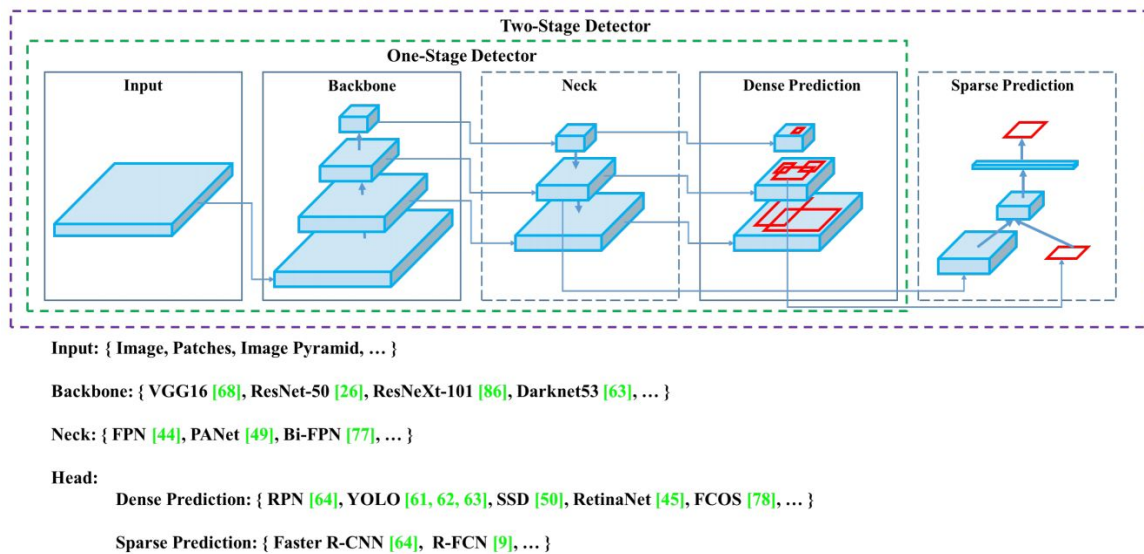 Two-Stage Detector
One-Stage Detector
Input
Backbone
Neck
Dense Prediction
Sparse Prediction
Input: { Image, Patches, Image Pyramid, … }
Backbone: { VGG16 [68], ResNet-50 [26], ResNeXt-101 [86], Darknet53 [63], … }
Neck: { FPN [44], PANet [49], Bi-FPN [77], … }
Head:
Dense Prediction: { RPN [64], YOLO [61, 62, 63], SSD [50], RetinaNet [45], FCOS [78], … }
Sparse Prediction: { Faster R-CNN [64], R-FCN [9], … }